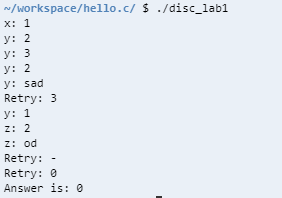 ~/workspace/hello.c/ $ ./disc_lab1
x: 1
y: 2
y: 3
y: 2
y: sad
Retry: 3
y: 1
z: 2
z: od
Retry: -
Retry: 0
Answer is: 0